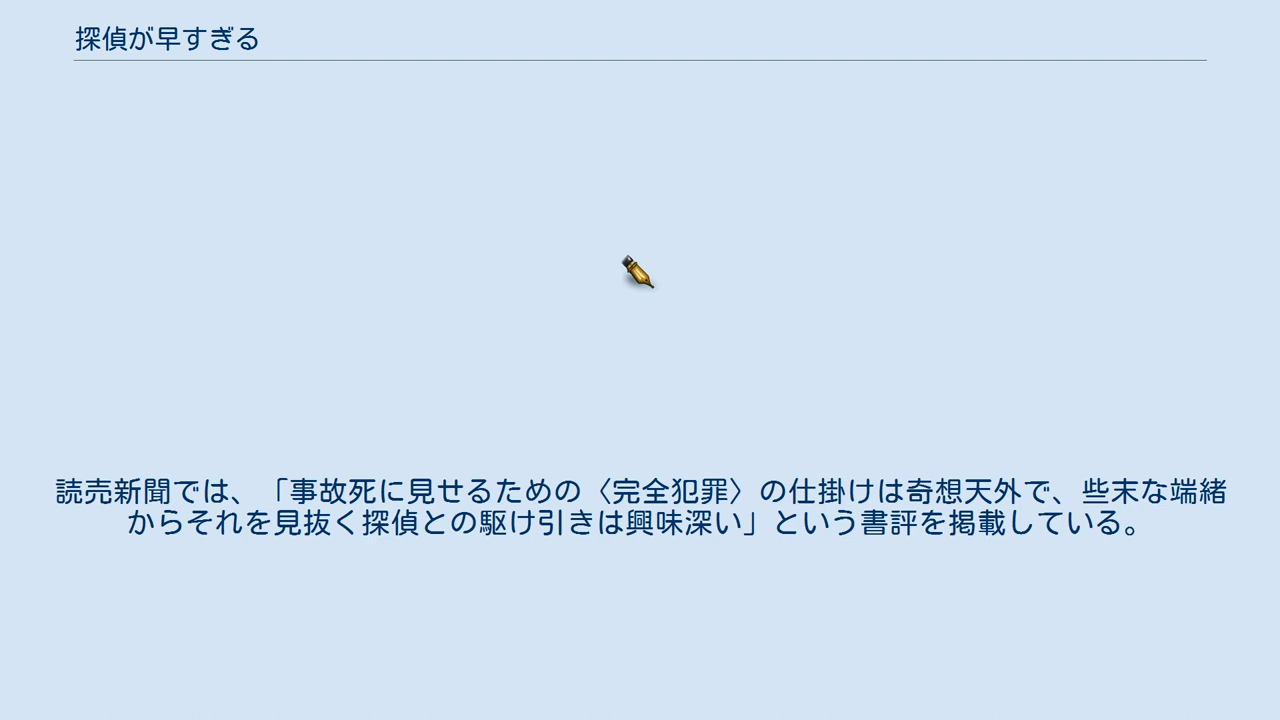 探偵が早すぎる
読売新聞では、「事故死に見せるための〈完全犯罪〉の仕掛けは奇想天外で、些末な端緒
からそれを見抜く探偵との駆け引きは興味深い」という書評を掲載している。